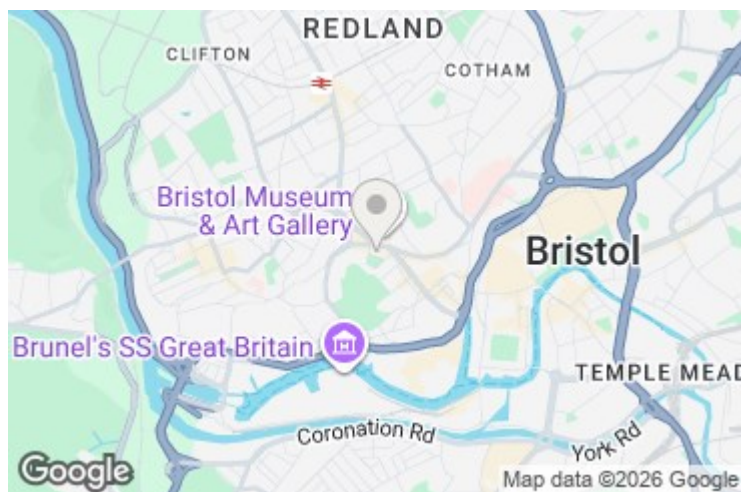 REDLAND
CLIFTON
COTHAM
Bristol Museum
& Art Gallery
Bristol
Brunel's SS Great Britain
TEMPLE MEAD
Coronation Rd
York Rd
Google
Map data ©2026 Google